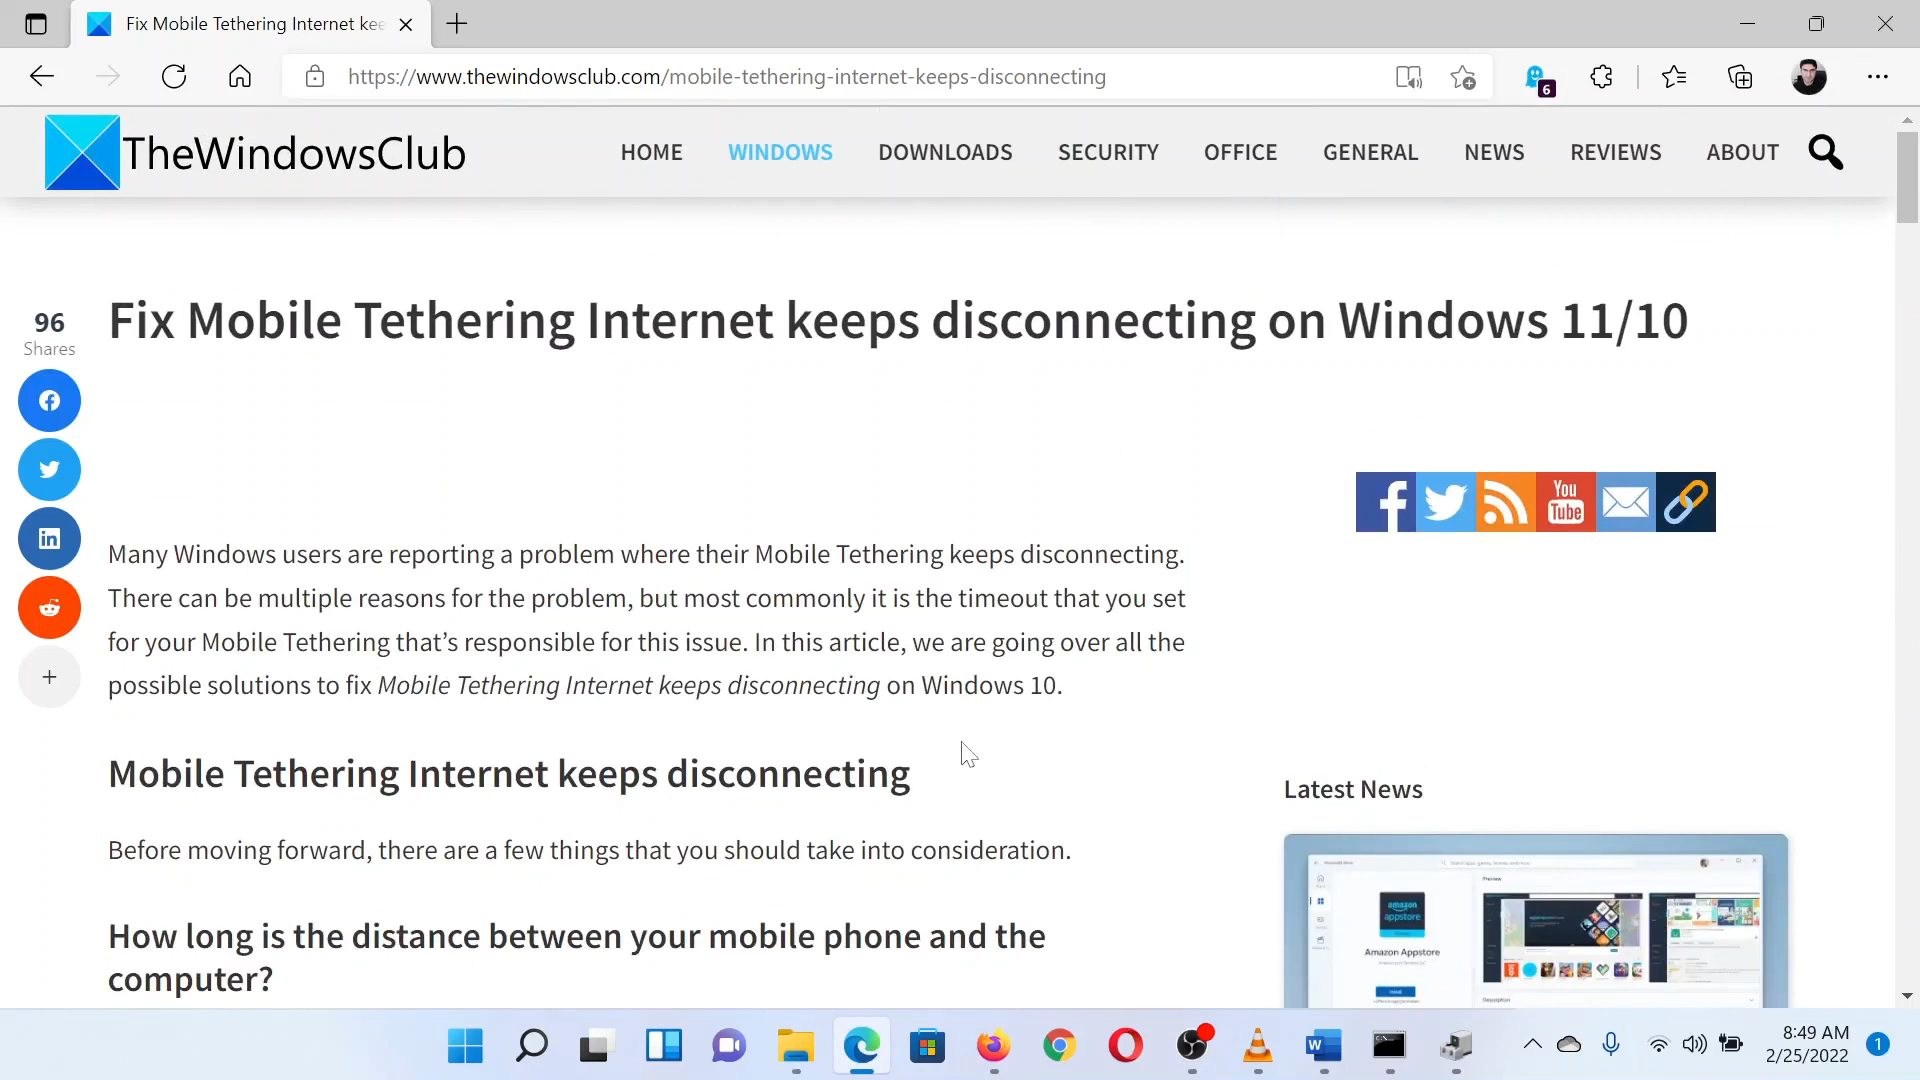 Fix Mobile Tethering Internet kee
https://www.thewindowsclub.com/mobile-tethering-internet-keeps-disconnecting
6
TheWindowsClub
HOME WINDOWS DOWNLOADS SECURITY OFFICE GENERAL NEWS REVIEWS ABOUT
96
Shares
Fix Mobile Tethering Internet keeps disconnecting on Windows 11/10
You
Tube
Many Windows users are reporting a problem where their Mobile Tethering keeps disconnecting.
There can be multiple reasons for the problem, but most commonly it is the timeout that you set
for your Mobile Tethering that’s responsible for this issue. In this article, we are going over all the
possible solutions to fix Mobile Tethering Internet keeps disconnecting on Windows 10.
Mobile Tethering Internet keeps disconnecting
Before moving forward, there are a few things that you should take into consideration.
How long is the distance between your mobile phone and the
computer?
Latest News
Preview
amazon
appstore
Amazon Appstore
Description
8:49 AM
2/25/2022
1